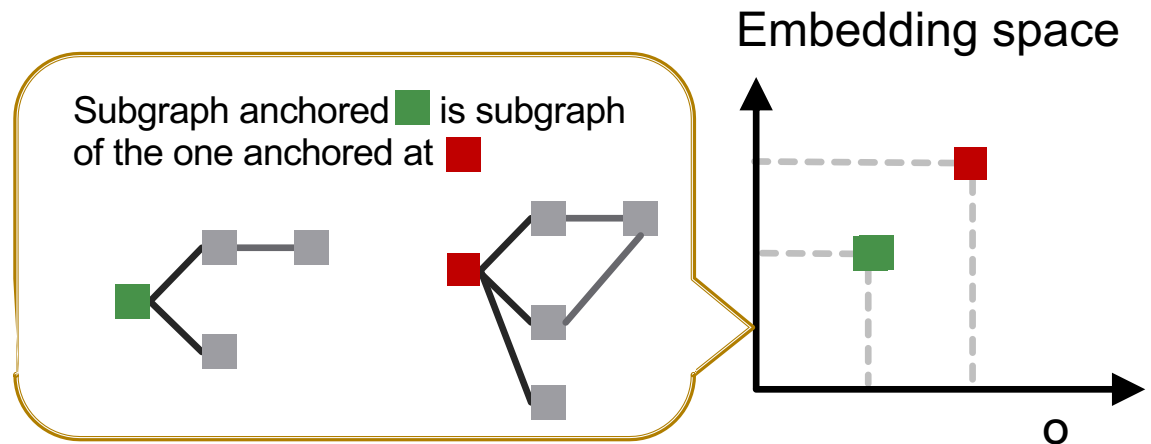 Embedding space
Subgraph anchored is subgraph
of the one anchored at
o